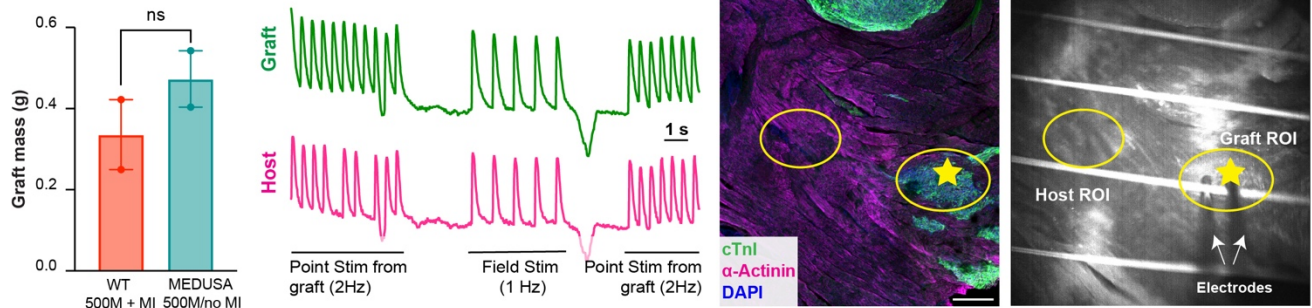 Graft mass (g)
0.6
0.4
0.2
0.0
ns
WT
500M + MI
MEDUSA
500M/no MI
Graft
Host
1 s
Point Stim from
graft (2Hz)
Field Stim
(1 Hz)
Point Stim from
graft (2Hz)
cTnI
α-Actinin
DAPI
Graft ROI
Host ROI
Electrodes